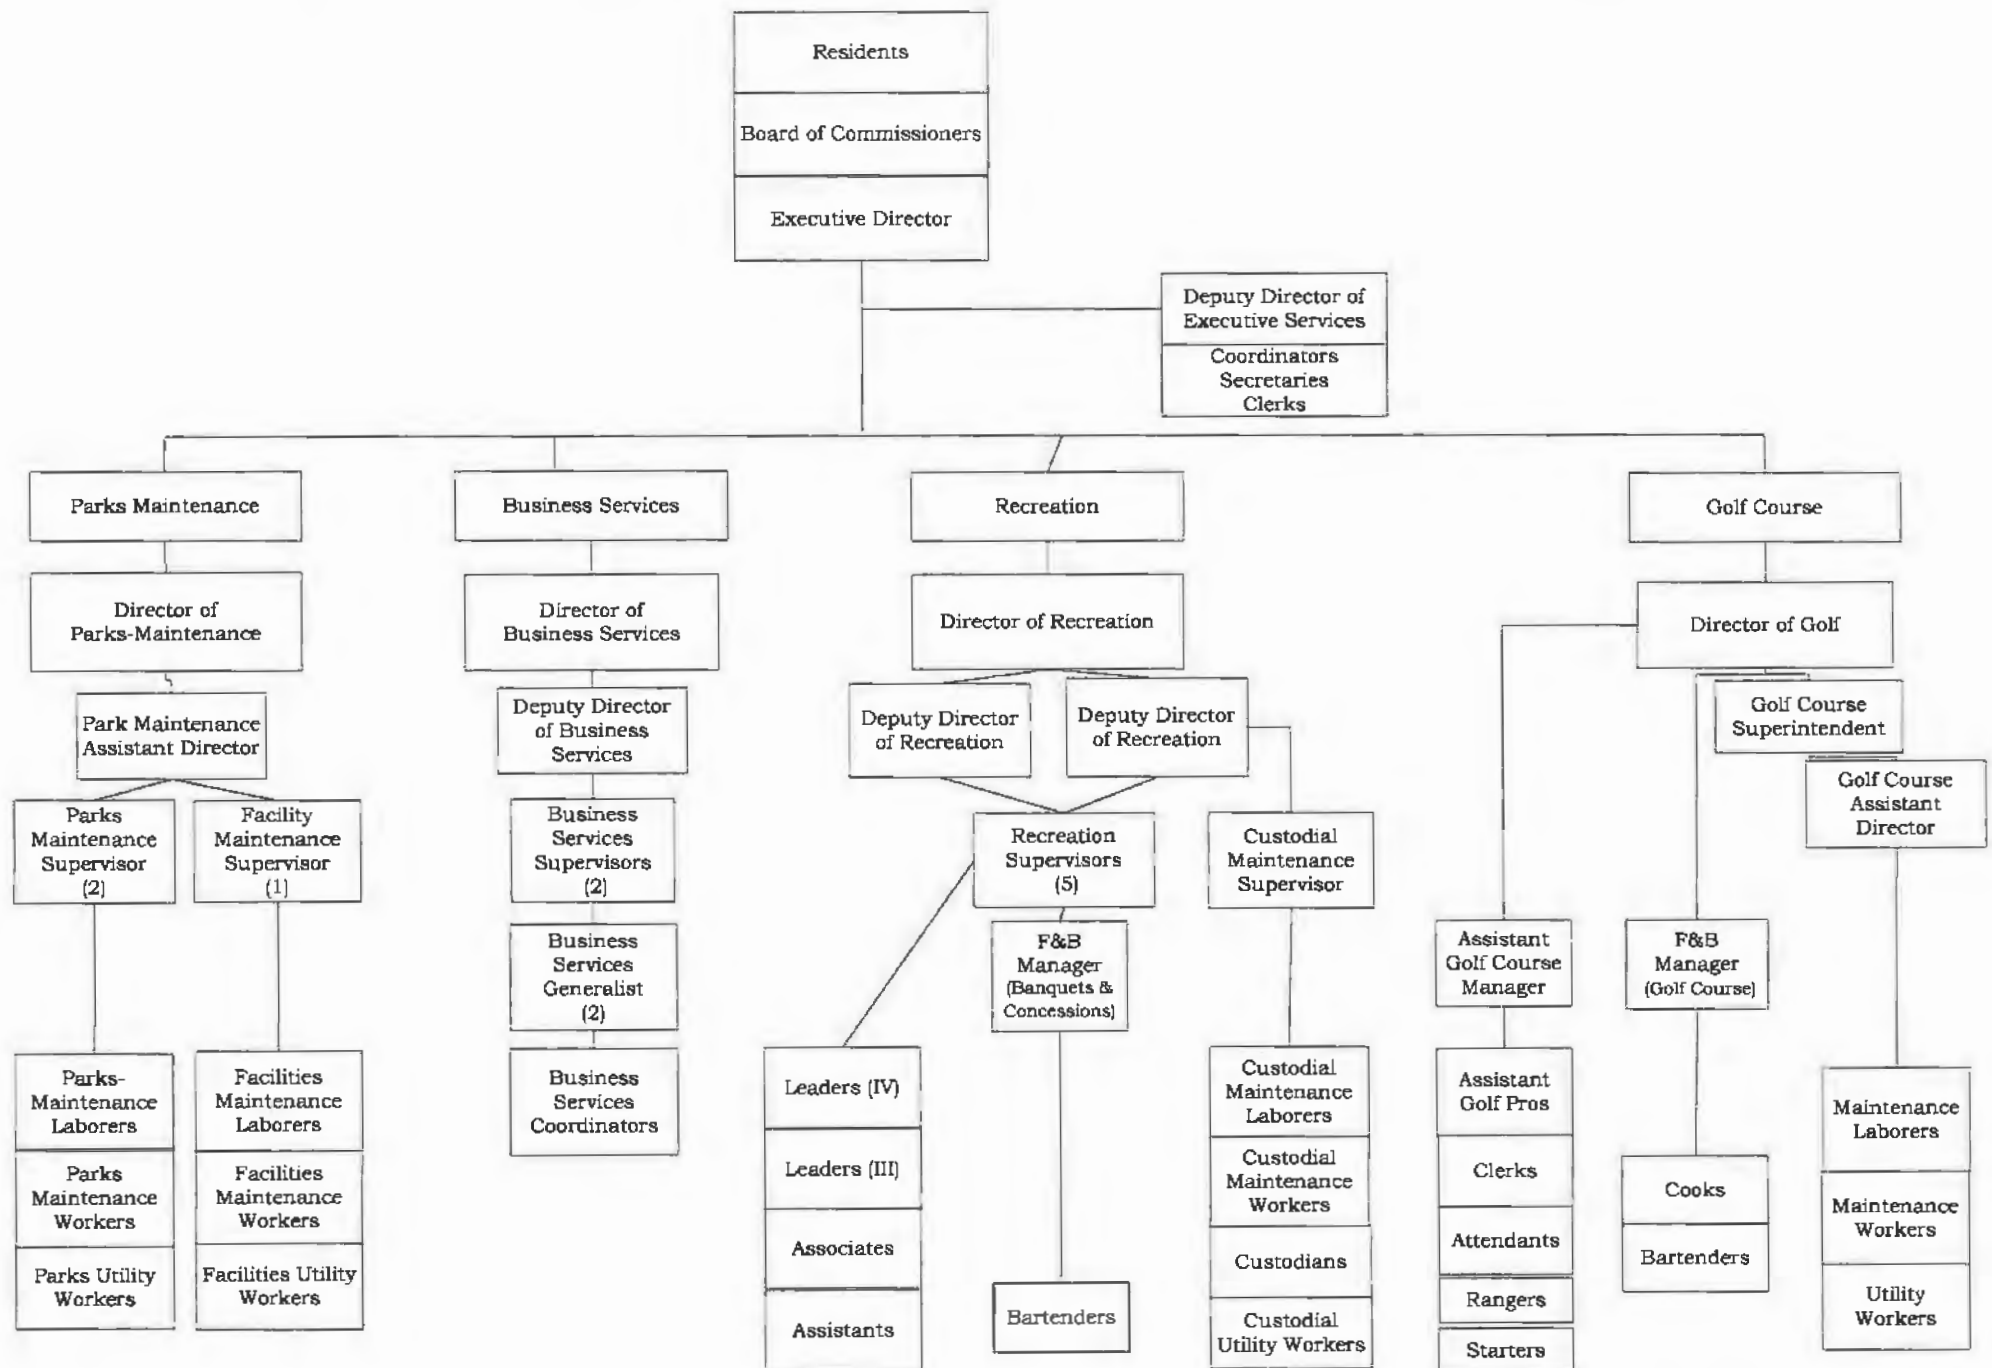 Residents
Board of Commissioners
Executive Director
Deputy Director of
Executive Services
Coordinators
Secretaries
Clerks
Parks Maintenance
Business Services
Recreation
Golf Course
Director of
Parks-Maintenance
Director of
Business Services
Director of Recreation
Director of Golf
Park Maintenance
Assistant Director
Deputy Director
of Business
Services
Deputy Director
of Recreation
Deputy Director
of Recreation
Golf Course
Superintendent
Golf Course
Assistant
Director
Parks
Maintenance
Supervisor
(2)
Facility
Maintenance
Supervisor
(1)
Business
Services
Supervisors
(2)
Recreation
Supervisors
(5)
Custodial
Maintenance
Supervisor
Business
Services
Generalist
(2)
F&B
Manager
(Banquets &
Concessions)
Assistant
Golf Course
Manager
F&B
Manager
(Golf Course)
Parks-
Maintenance
Laborers
Parks
Maintenance
Workers
Parks Utility
Workers
Facilities
Maintenance
Laborers
Facilities
Maintenance
Workers
Facilities Utility
Workers
Business
Services
Coordinators
Leaders (IV)
Leaders (III)
Associates
Assistants
Bartenders
Custodial
Maintenance
Laborers
Custodial
Maintenance
Workers
Custodians
Custodial
Utility Workers
Assistant
Golf Pros
Clerks
Attendants
Rangers
Starters
Cooks
Bartenders
Maintenance
Laborers
Maintenance
Workers
Utility
Workers